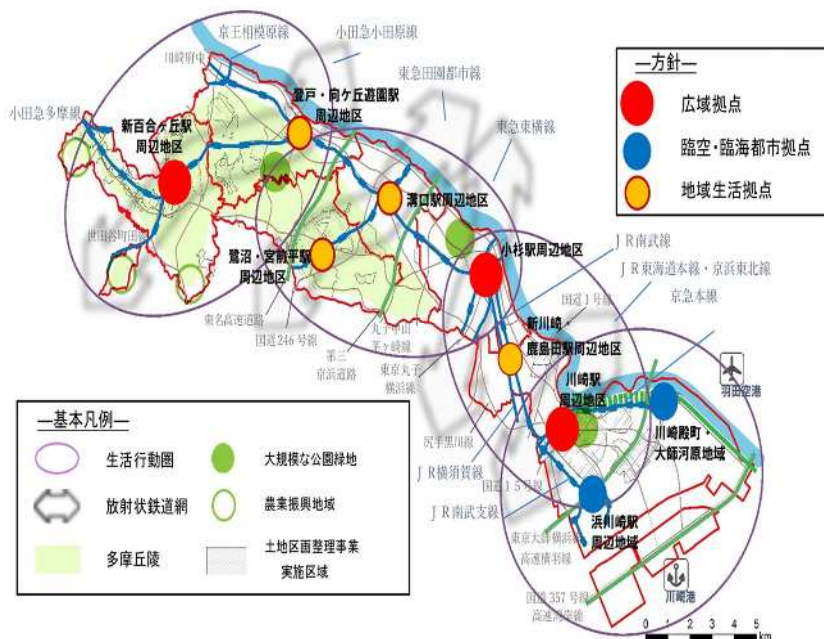 京王相模原線
小田急小田原線
川崎府中
東急田園都市線
小田急多摩線
登戸・向ケ丘遊園駅
周辺地区
新百合ヶ丘駅
周辺地区
東急東横線
溝口駅周辺地区
世田谷町田線
鷺沼・宮前平駅
周辺地区
小杉駅周辺地区
ＪＲ南武線
ＪＲ東海道本線・京浜東北線
京急本線
東名高速道路
国道246号線
第三
京浜道路
丸子中山
茅ヶ崎線
東京丸子
横浜線
国道1号線
新川崎・
鹿島田駅周辺地区
川崎駅
周辺地区
羽田空港
川崎殿町・
大師河原地域
尻手黒川線
ＪＲ横須賀線
国道15号線
ＪＲ南武支線
浜川崎駅
周辺地域
東京大師横浜線
高速横羽線
国道357号線
高速湾岸線
川崎港
0 1 2 3 4 5
km
―方針―
広域拠点
臨空・臨海都市拠点
地域生活拠点
―基本凡例―
生活行動圏
大規模な公園緑地
放射状鉄道網
農業振興地域
多摩丘陵
土地区画整理事業
実施区域